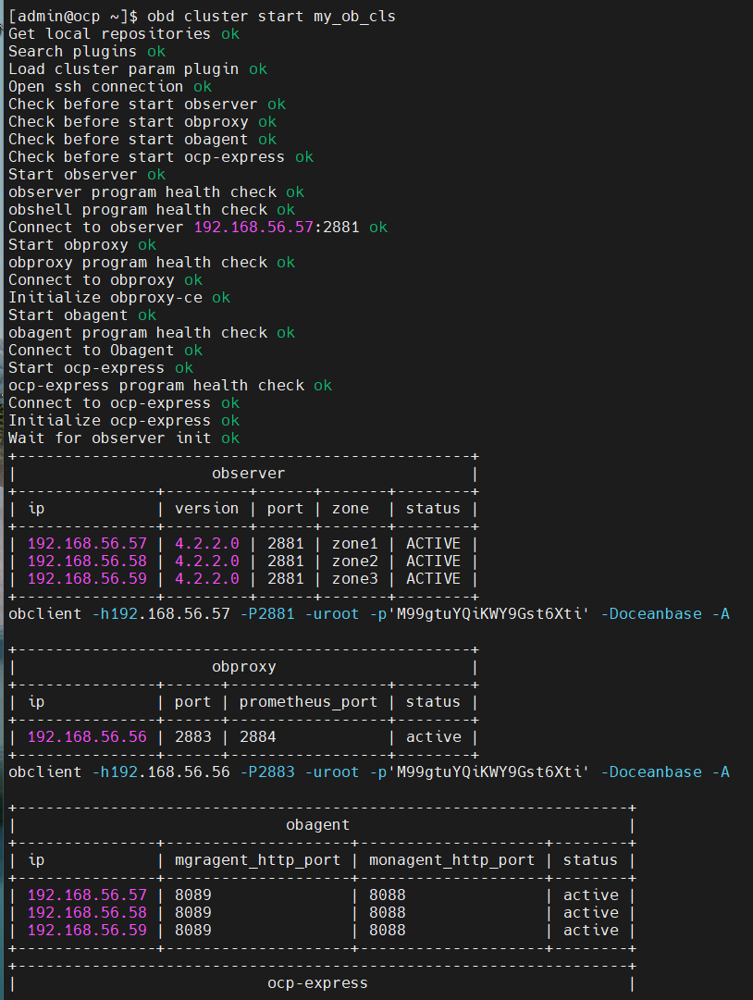 [admin@ocp ~]$ obd cluster start my_ob_cls
Get local repositories ok
Search plugins ok
Load cluster param plugin ok
Open ssh connection ok
Check before start observer ok
Check before start obproxy ok
Check before start obagent ok
Check before start ocp-express ok
Start observer ok
observer program health check ok
obshell program health check ok
Connect to observer 192.168.56.57:2881 ok
Start obproxy ok
obproxy program health check ok
Connect to obproxy ok
Initialize obproxy-ce ok
Start obagent ok
obagent program health check ok
Connect to Obagent ok
Start ocp-express ok
ocp-express program health check ok
Connect to ocp-express ok
Initialize ocp-express ok
Wait for observer init ok
+-------------------------------------------------+
|                     observer                    |
+---------------+---------+------+-------+--------+
| ip            | version | port | zone  | status |
+---------------+---------+------+-------+--------+
| 192.168.56.57 | 4.2.2.0 | 2881 | zone1 | ACTIVE |
| 192.168.56.58 | 4.2.2.0 | 2881 | zone2 | ACTIVE |
| 192.168.56.59 | 4.2.2.0 | 2881 | zone3 | ACTIVE |
+---------------+---------+------+-------+--------+
obclient -h192.168.56.57 -P2881 -uroot -p'M99gtuYQiKWY9Gst6Xti' -Doceanbase -A
+-------------------------------------------------+
|                     obproxy                     |
+---------------+------+-----------------+--------+
| ip            | port | prometheus_port | status |
+---------------+------+-----------------+--------+
| 192.168.56.56 | 2883 | 2884            | active |
+---------------+------+-----------------+--------+
obclient -h192.168.56.56 -P2883 -uroot -p'M99gtuYQiKWY9Gst6Xti' -Doceanbase -A
+------------------------------------------------------------------+
|                             obagent                              |
+---------------+--------------------+--------------------+--------+
| ip            | mgragent_http_port | monagent_http_port | status |
+---------------+--------------------+--------------------+--------+
| 192.168.56.57 | 8089               | 8088               | active |
| 192.168.56.58 | 8089               | 8088               | active |
| 192.168.56.59 | 8089               | 8088               | active |
+---------------+--------------------+--------------------+--------+
+------------------------------------------------------------------+
|                           ocp-express                            |